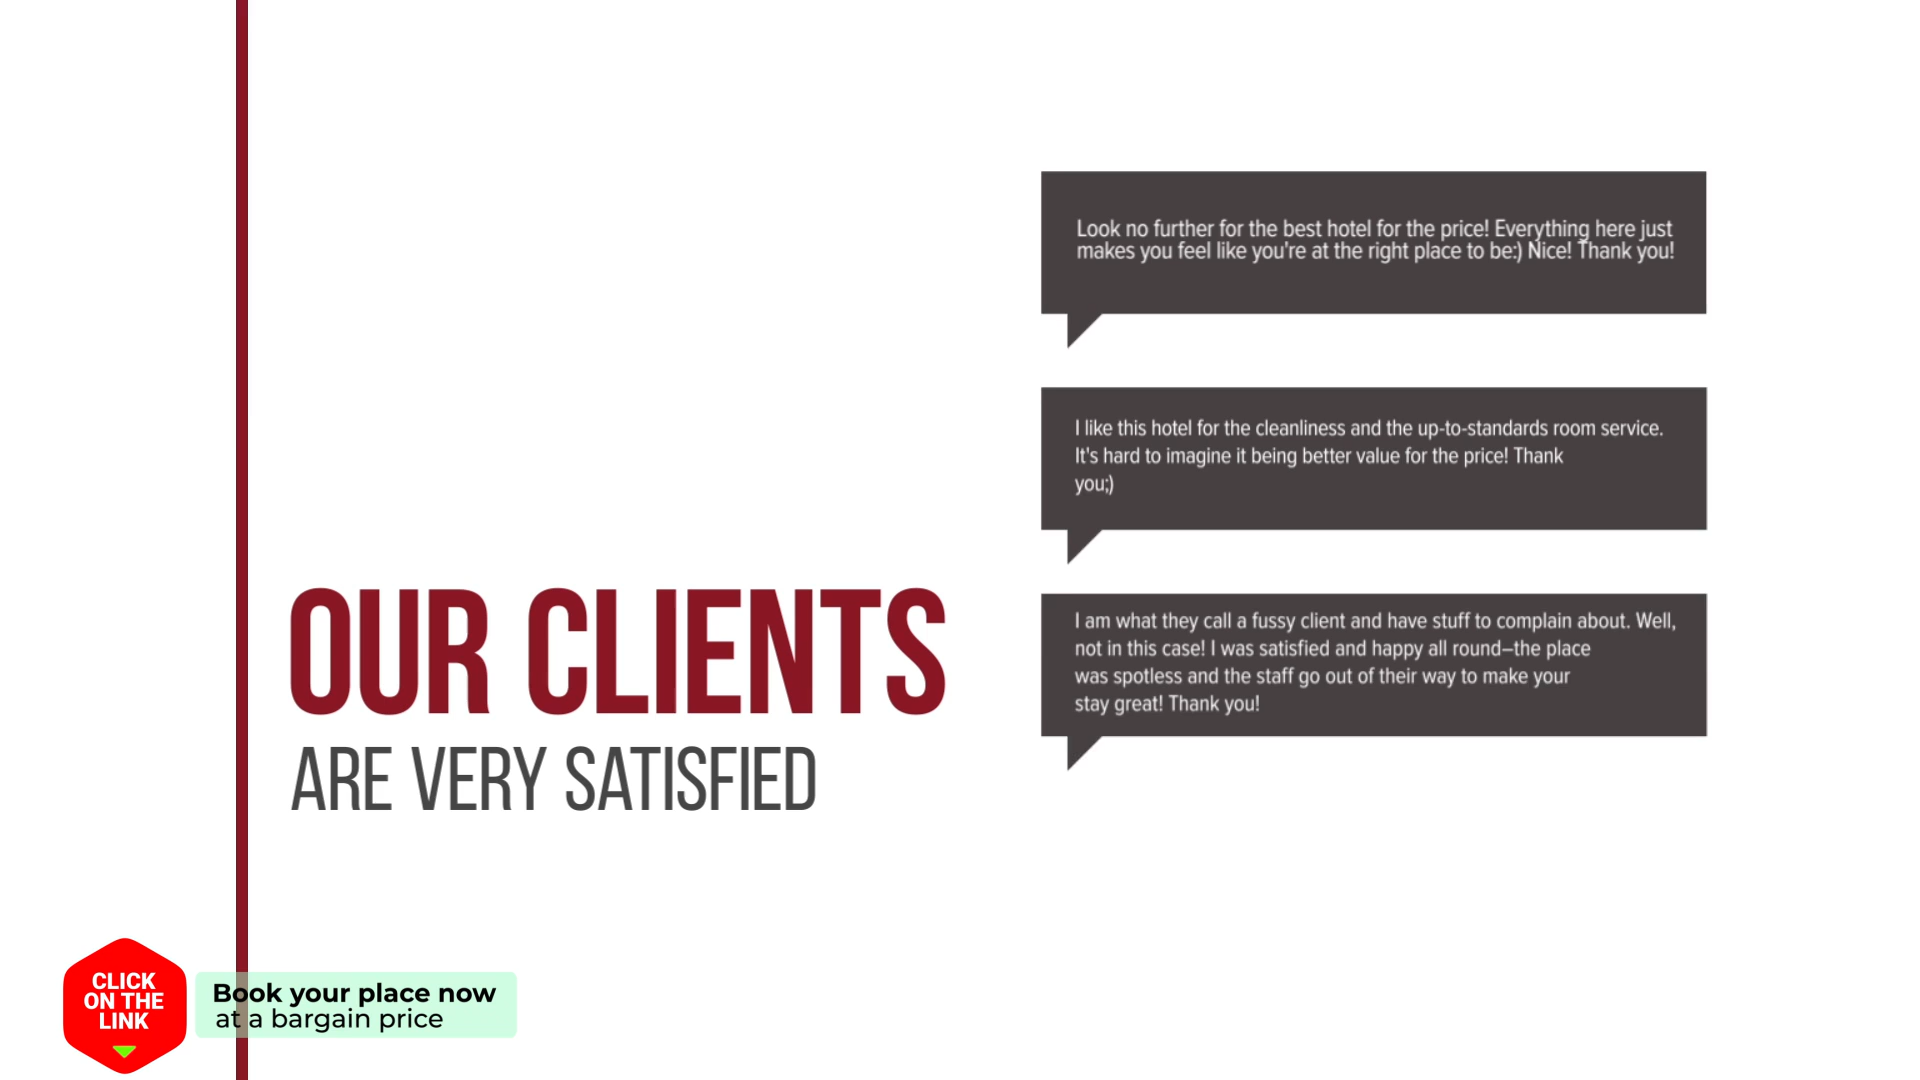 Look no further for the best hotel for the price! Everything here just
makes you feel like you're at the right place to be:) Nice! Thank you!
I like this hotel for the cleanliness and the up-to-standards room service.
It's hard to imagine it being better value for the price! Thank
you;)
I am what they call a fussy client and have stuff to complain about. Well,
not in this case! I was satisfied and happy all round–the place
was spotless and the staff go out of their way to make your
stay great! Thank you!
OUR CLIENTS
ARE VERY SATISFIED
CLICK
ON THE
LINK
Book your place now
at a bargain price